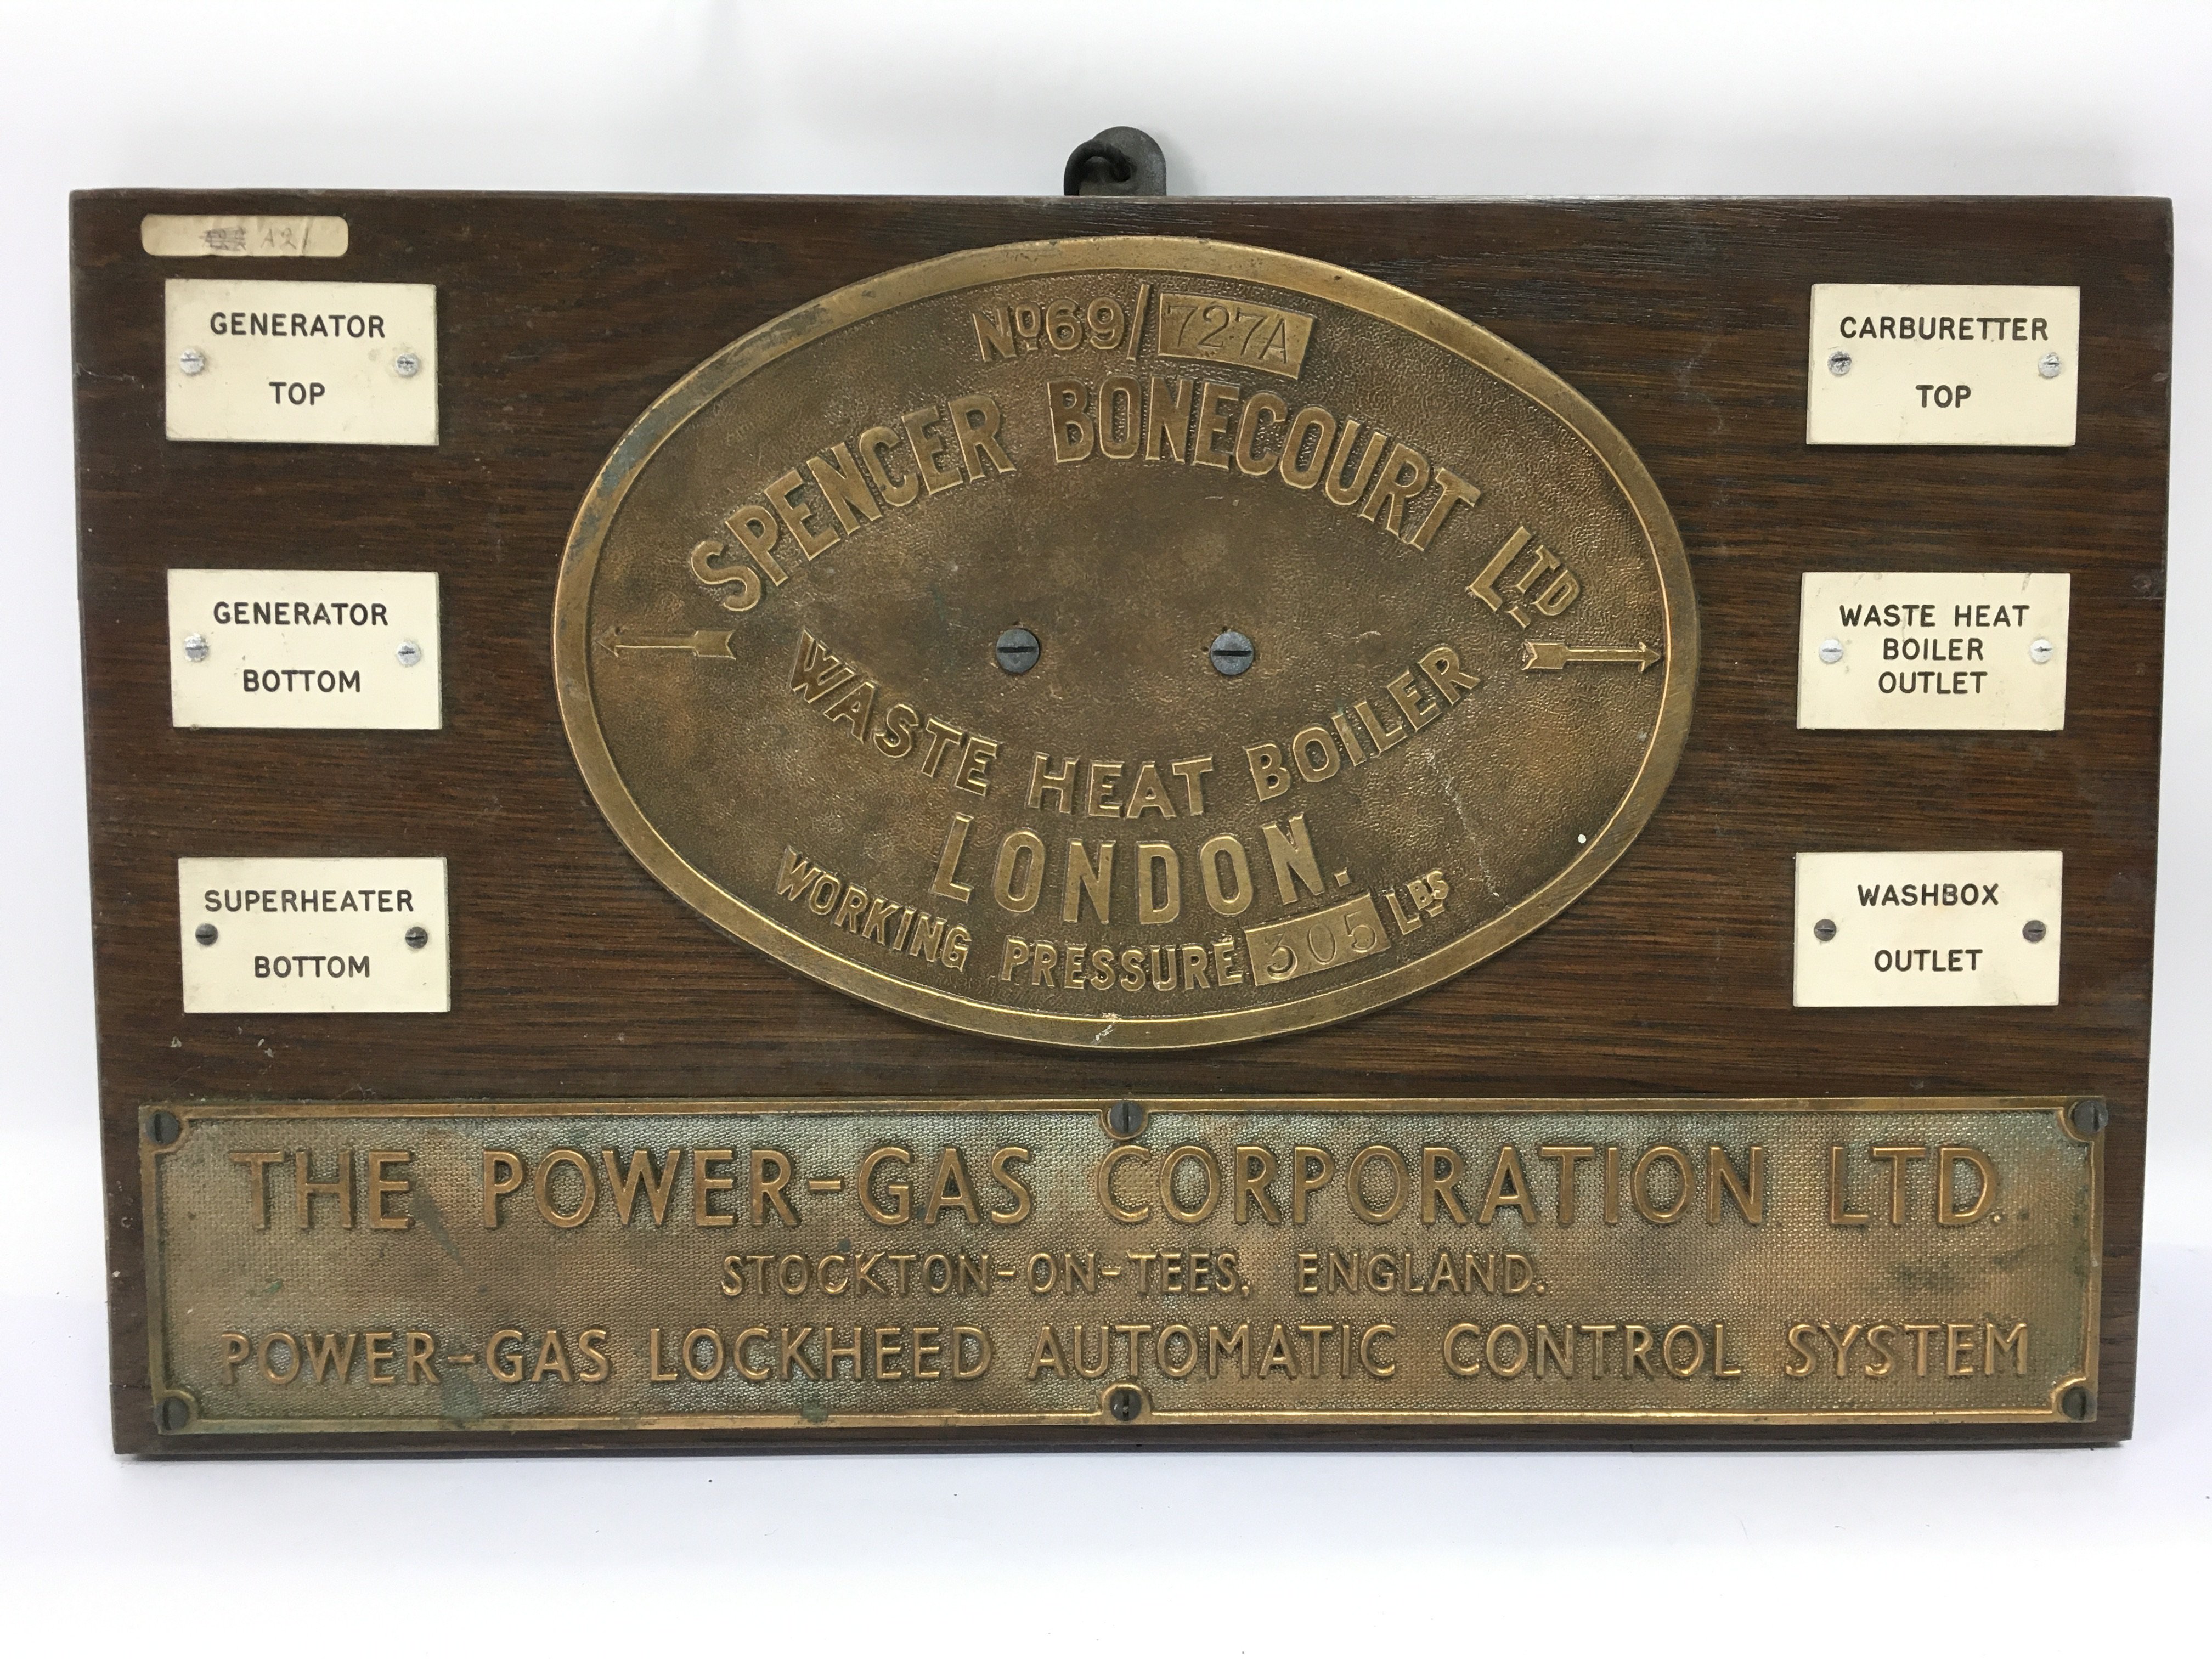 A21
GENERATOR
TOP
GENERATOR
BOTTOM
SUPERHEATER
BOTTOM
Nº69/727A
SPENCER BONECOURT LTD
WASTE HEAT BOILER
LONDON.
WORKING PRESSURE 305 LBS
CARBURETTER
TOP
WASTE HEAT
BOILER
OUTLET
WASHBOX
OUTLET
THE POWER-GAS CORPORATION LTD.
STOCKTON-ON-TEES, ENGLAND.
POWER-GAS LOCKHEED AUTOMATIC CONTROL SYSTEM